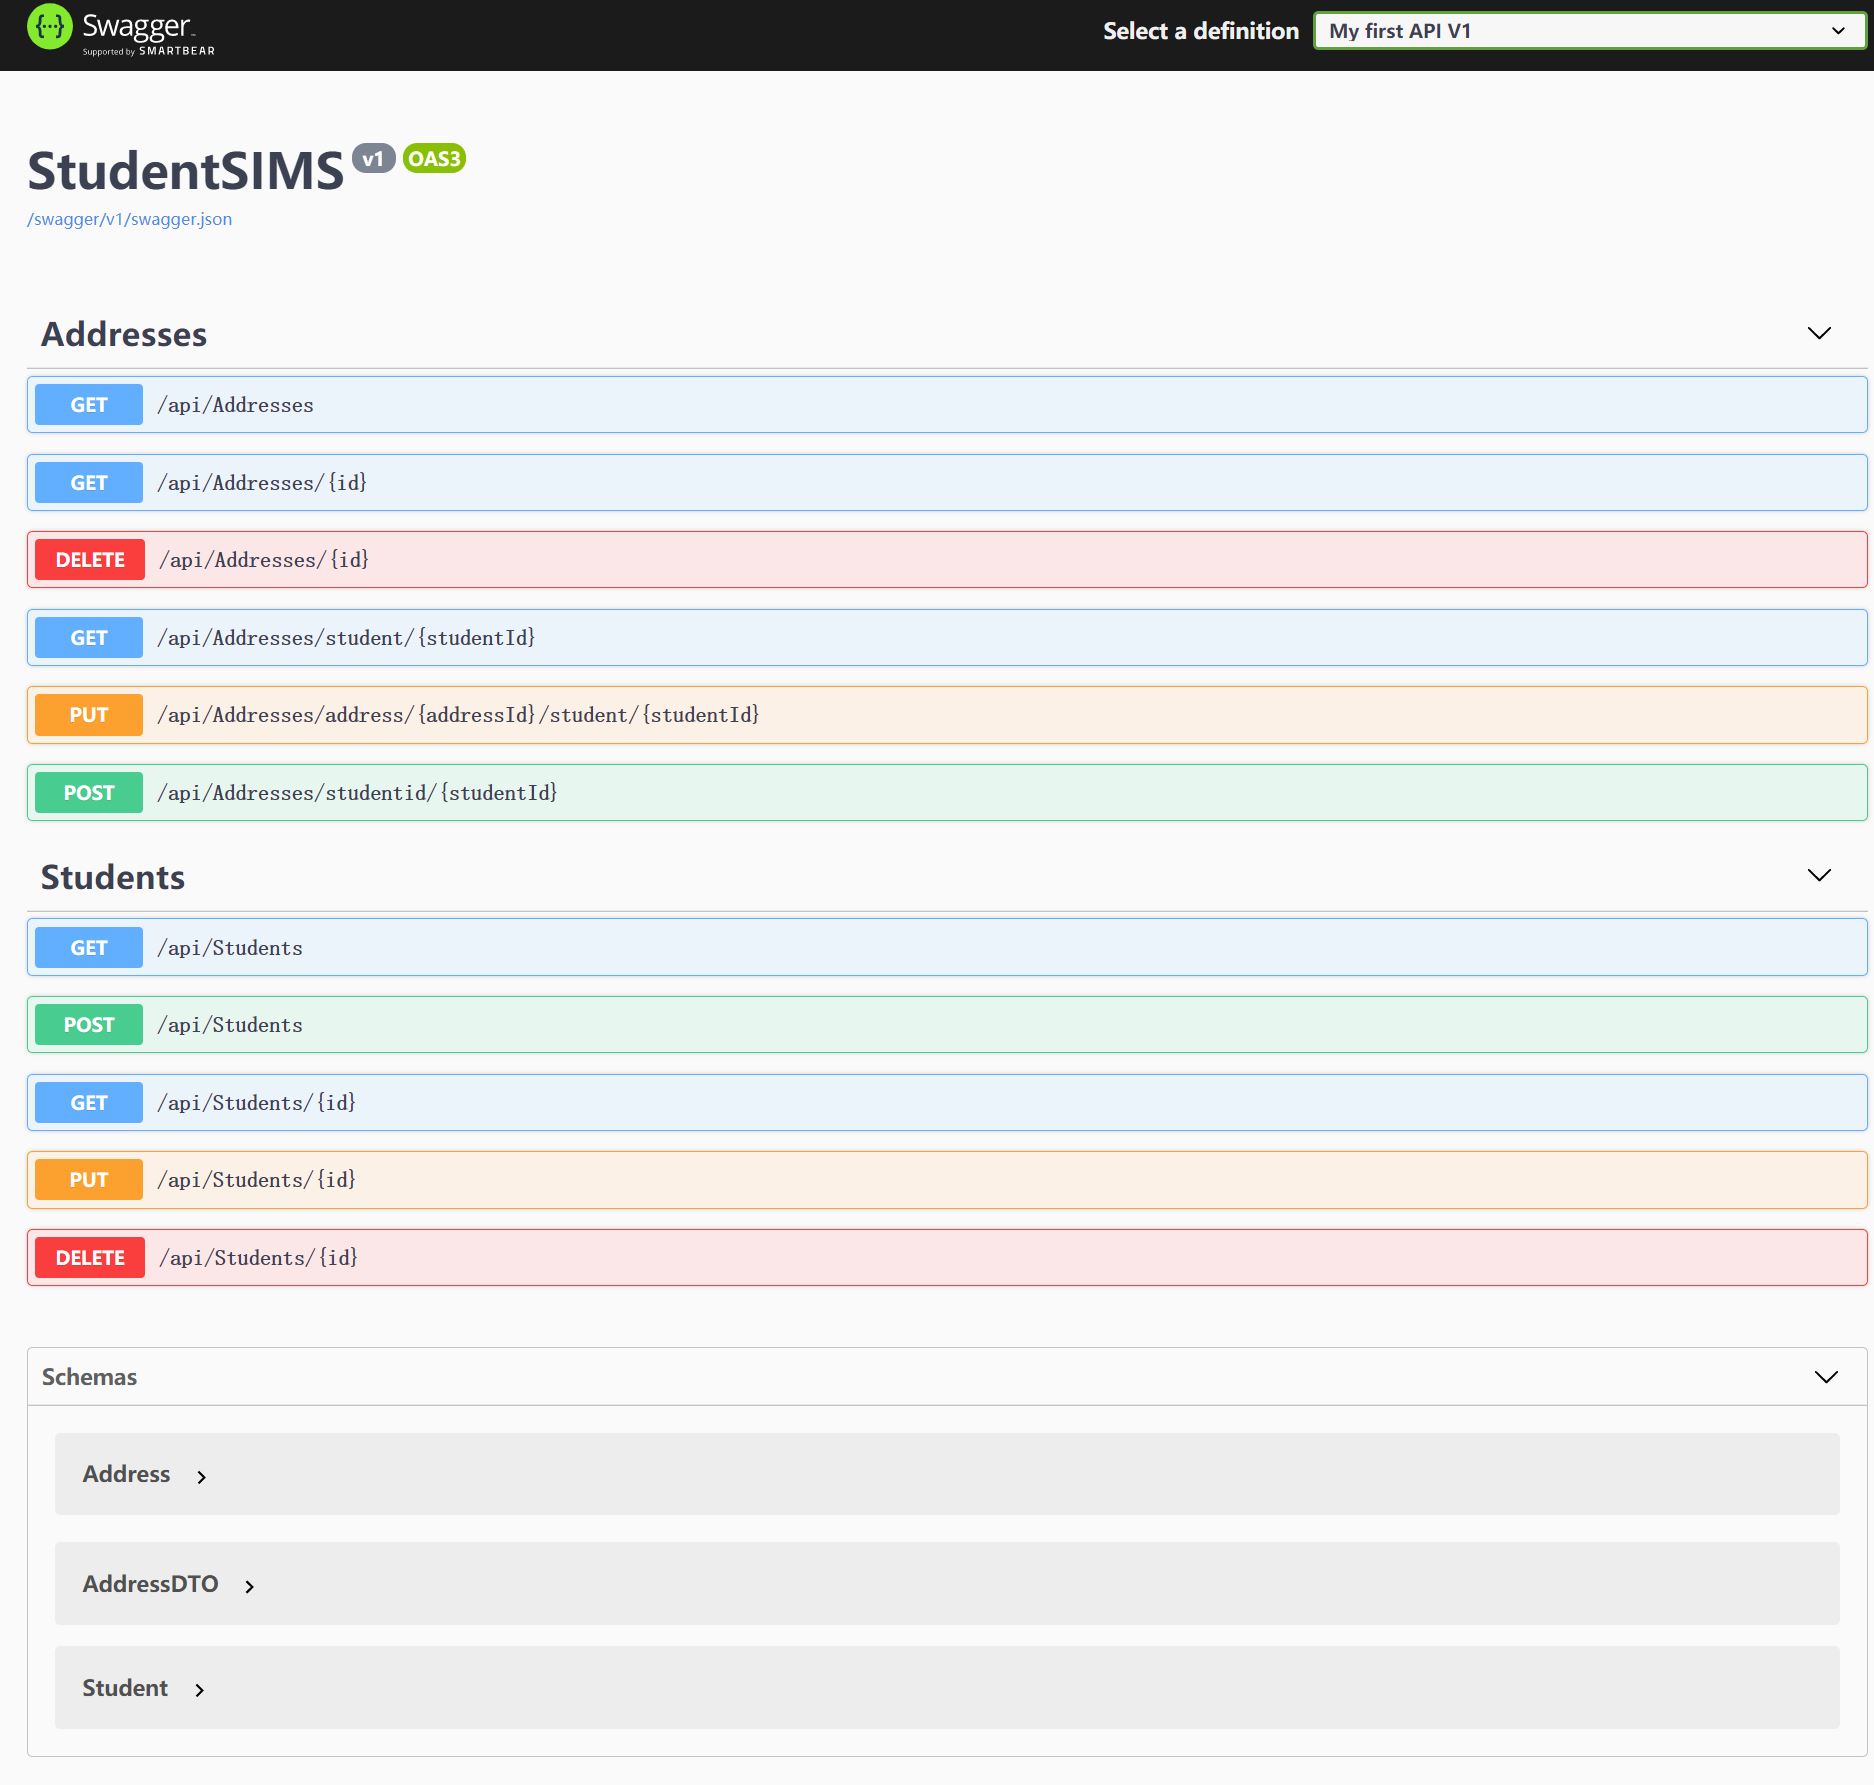 Swagger
Supported by SMARTBEAR
Select a definition
My first API V1
StudentSIMS v1 OAS3
/swagger/v1/swagger.json
Addresses
GET /api/Addresses
GET /api/Addresses/{id}
DELETE /api/Addresses/{id}
GET /api/Addresses/student/{studentId}
PUT /api/Addresses/address/{addressId}/student/{studentId}
POST /api/Addresses/studentid/{studentId}
Students
GET /api/Students
POST /api/Students
GET /api/Students/{id}
PUT /api/Students/{id}
DELETE /api/Students/{id}
Schemas
Address
AddressDTO
Student